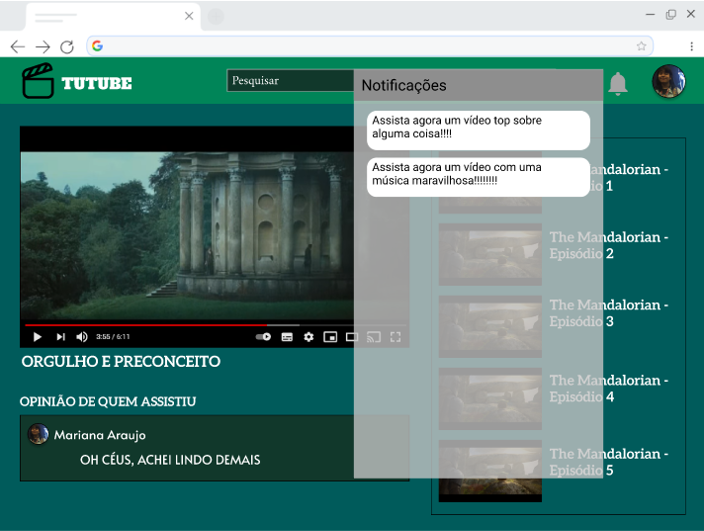 TUTUBE
Pesquisar
Notificações
Assista agora um vídeo top sobre
alguma coisa!!!!
Assista agora um vídeo com uma
música maravilhosa!!!!!!!!
3:55 / 6:11
ORGULHO E PRECONCEITO
OPINIÃO DE QUEM ASSISTIU
Mariana Araujo
OH CÉUS, ACHEI LINDO DEMAIS
Mandalorian -
1
The Mandalorian -
Episódio 2
The Mandalorian -
Episódio 3
The Mandalorian -
Episódio 4
The Mandalorian -
Episódio 5